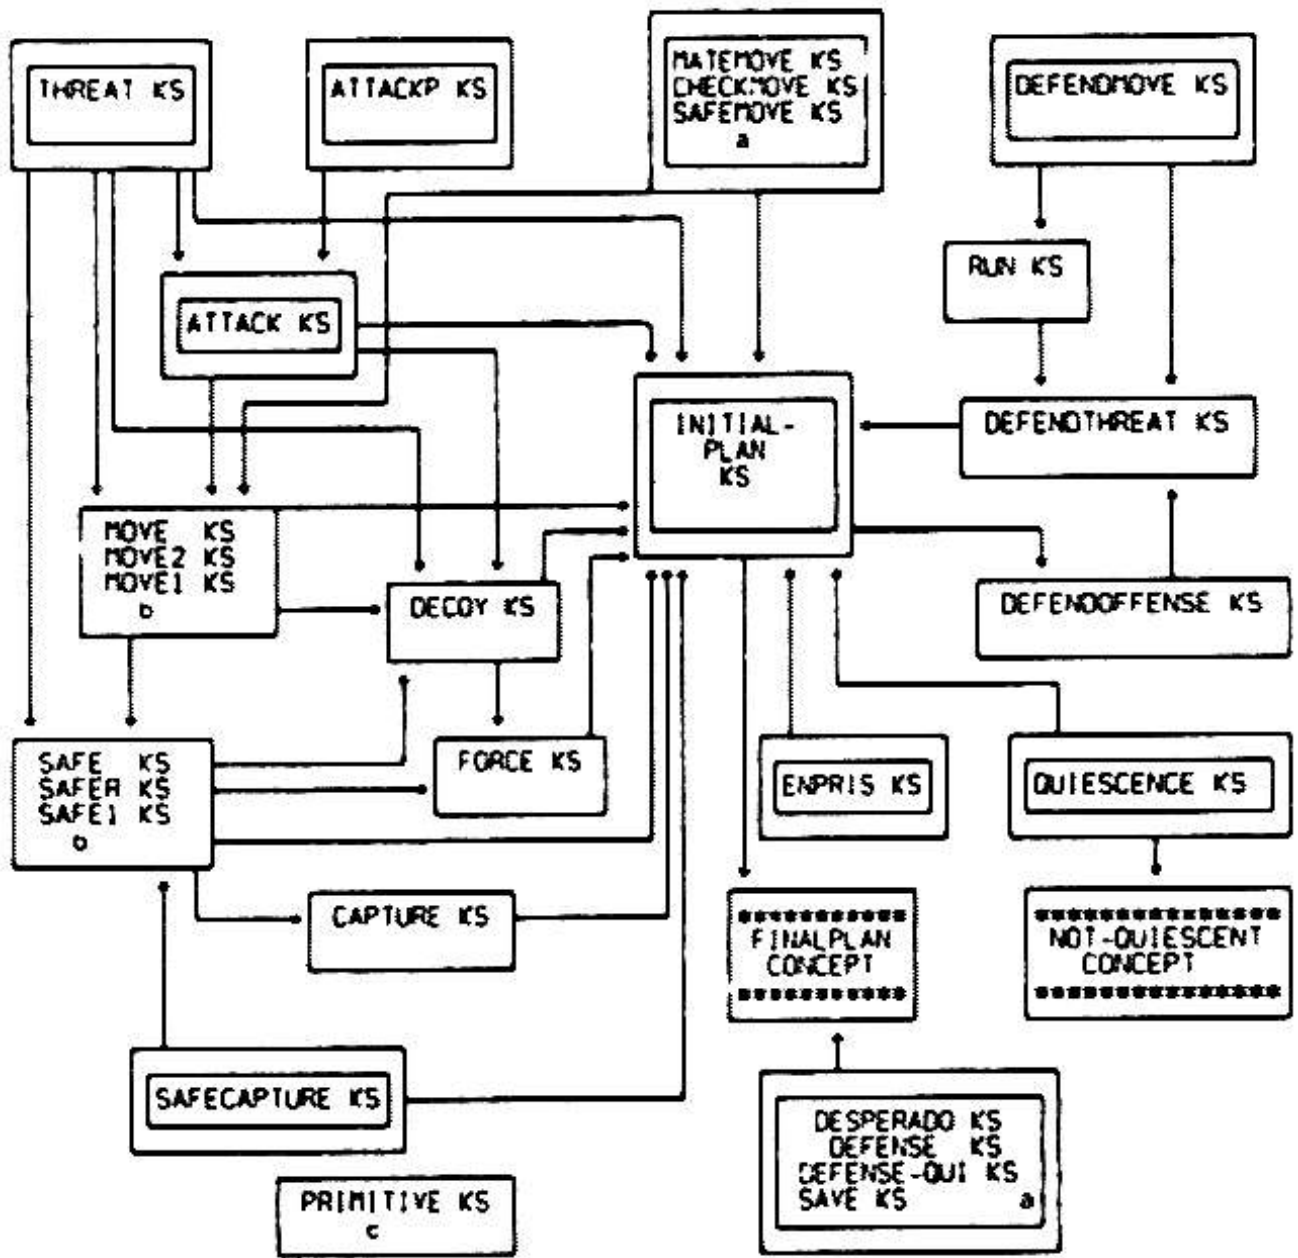 THREAT KS
ATTACKP KS
MATEMOVE KS
CHECKMOVE KS
SAFEMOVE KS
a
DEFENDMOVE KS
RUN KS
ATTACK KS
INITIAL-
PLAN
KS
DEFENDTHREAT KS
MOVE KS
MOVE2 KS
MOVE1 KS
b
DECOY KS
DEFENDOFFENSE KS
SAFE KS
SAFER KS
SAFE1 KS
b
FORCE KS
ENPRIS KS
QUIESCENCE KS
CAPTURE KS
***********
FINALPLAN
CONCEPT
***********
***************
NOT-QUIESCENT
CONCEPT
***************
SAFECAPTURE KS
DESPERADO KS
DEFENSE KS
DEFENSE-QUI KS
SAVE KS a
PRIMITIVE KS
c